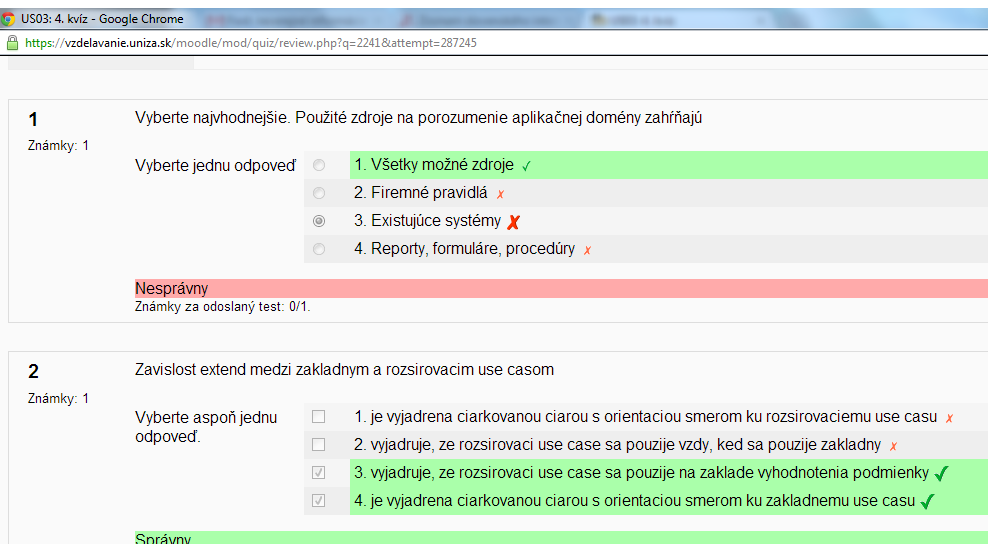 US03: 4. kvíz - Google Chrome
https://vzdelavanie.uniza.sk/moodle/mod/quiz/review.php?q=2241&attempt=287245
1
Vyberte najvhodnejšie. Použité zdroje na porozumenie aplikačnej domény zahŕňajú
Známky: 1
Vyberte jednu odpoveď
1. Všetky možné zdroje ✓
2. Firemné pravidlá ✗
3. Existujúce systémy ✗
4. Reporty, formuláre, procedúry ✗
Nesprávny
Známky za odoslaný test: 0/1.
2
Zavislost extend medzi zakladnym a rozsirovacim use casom
Známky: 1
Vyberte aspoň jednu
odpoveď.
1. je vyjadrena ciarkovanou ciarou s orientaciou smerom ku rozsirovaciemu use casu ✗
2. vyjadruje, ze rozsirovaci use case sa pouzije vzdy, ked sa pouzije zakladny ✗
3. vyjadruje, ze rozsirovaci use case sa pouzije na zaklade vyhodnotenia podmienky ✓
4. je vyjadrena ciarkovanou ciarou s orientaciou smerom ku zakladnemu use casu ✓
Správny